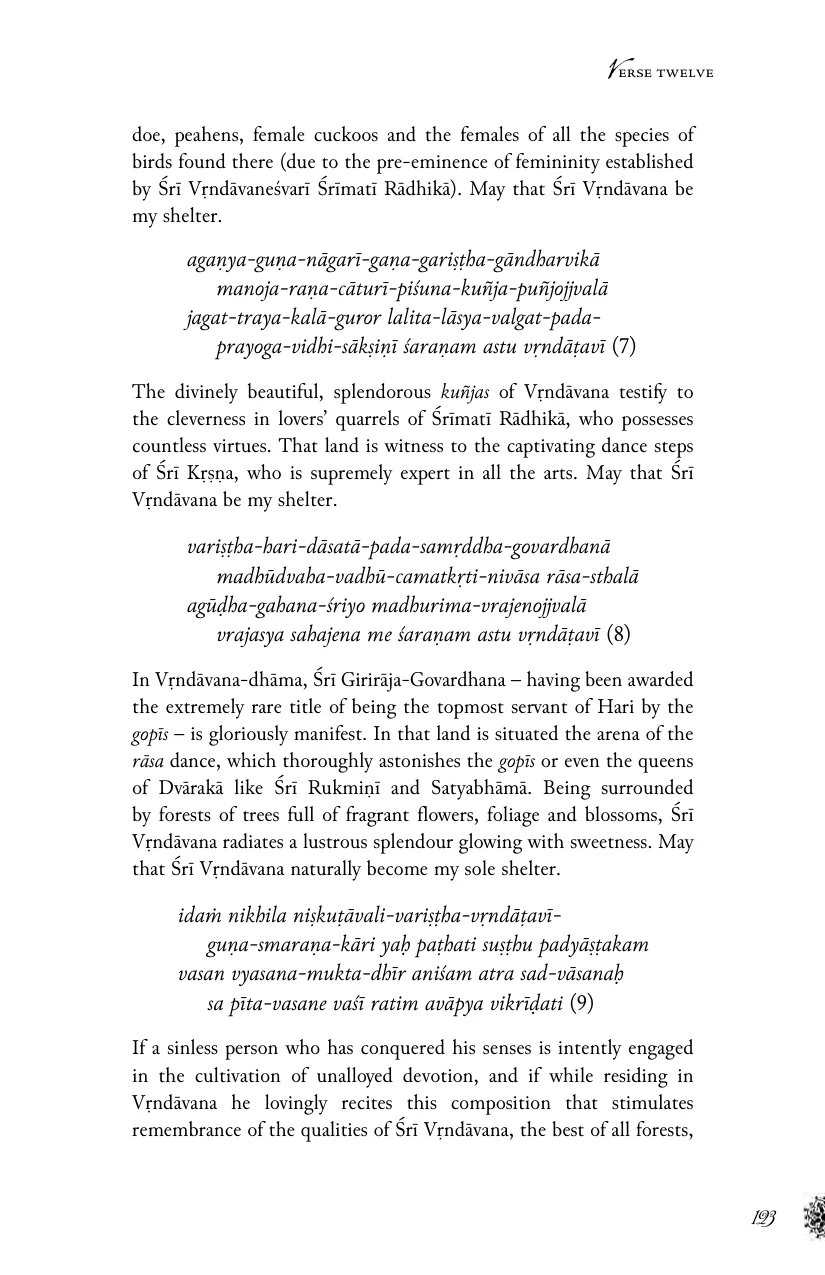 Verse twelve
doe, peahens, female cuckoos and the females of all the species of
birds found there (due to the pre-eminence of femininity established
by Śrī Vṛndāvaneśvarī Śrīmatī Rādhikā). May that Śrī Vṛndāvana be
my shelter.
agaṇya-guṇa-nāgarī-gaṇa-gariṣṭha-gāndharvikā
manoja-raṇa-cāturī-piśuna-kuñja-puñjojjvalā
jagat-traya-kalā-guror lalita-lāsya-valgat-pada-
prayoga-vidhi-sākṣiṇī śaraṇam astu vṛndāṭavī (7)
The divinely beautiful, splendorous kuñjas of Vṛndāvana testify to
the cleverness in lovers’ quarrels of Śrīmatī Rādhikā, who possesses
countless virtues. That land is witness to the captivating dance steps
of Śrī Kṛṣṇa, who is supremely expert in all the arts. May that Śrī
Vṛndāvana be my shelter.
variṣṭha-hari-dāsatā-pada-samṛddha-govardhanā
madhūdvaha-vadhū-camatkṛti-nivāsa rāsa-sthalā
agūḍha-gahana-śriyo madhurima-vrajenojjvalā
vrajasya sahajena me śaraṇam astu vṛndāṭavī (8)
In Vṛndāvana-dhāma, Śrī Girirāja-Govardhana – having been awarded
the extremely rare title of being the topmost servant of Hari by the
gopīs – is gloriously manifest. In that land is situated the arena of the
rāsa dance, which thoroughly astonishes the gopīs or even the queens
of Dvārakā like Śrī Rukmiṇī and Satyabhāmā. Being surrounded
by forests of trees full of fragrant flowers, foliage and blossoms, Śrī
Vṛndāvana radiates a lustrous splendour glowing with sweetness. May
that Śrī Vṛndāvana naturally become my sole shelter.
idaṁ nikhila niṣkuṭāvali-variṣṭha-vṛndāṭavī-
guṇa-smaraṇa-kāri yaḥ paṭhati suṣṭhu padyāṣṭakam
vasan vyasana-mukta-dhīr aniśam atra sad-vāsanaḥ
sa pīta-vasane vaśī ratim avāpya vikrīḍati (9)
If a sinless person who has conquered his senses is intently engaged
in the cultivation of unalloyed devotion, and if while residing in
Vṛndāvana he lovingly recites this composition that stimulates
remembrance of the qualities of Śrī Vṛndāvana, the best of all forests,
123